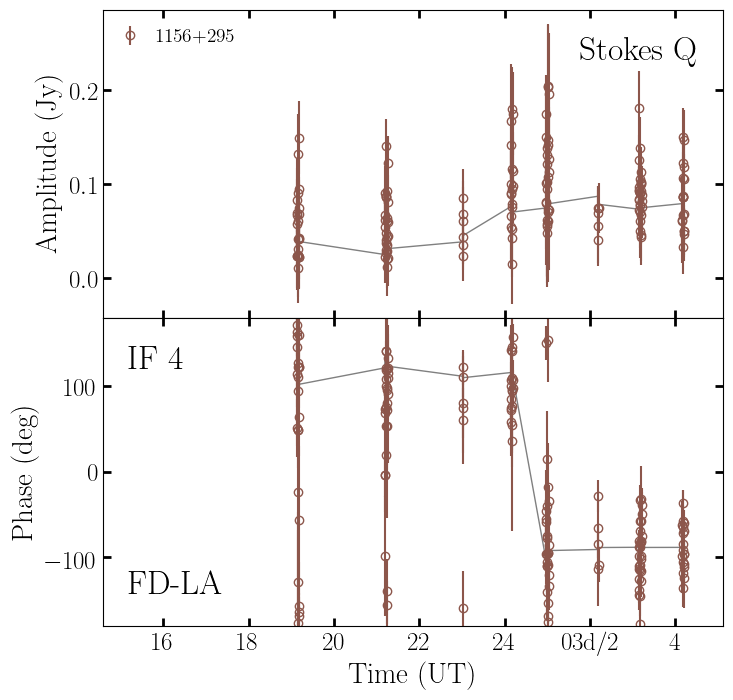 1156+295
Stokes Q
Amplitude (Jy)
0.2
0.1
0.0
IF 4
Phase (deg)
100
0
−100
FD-LA
16 18 20 22 24 03d/2 4
Time (UT)